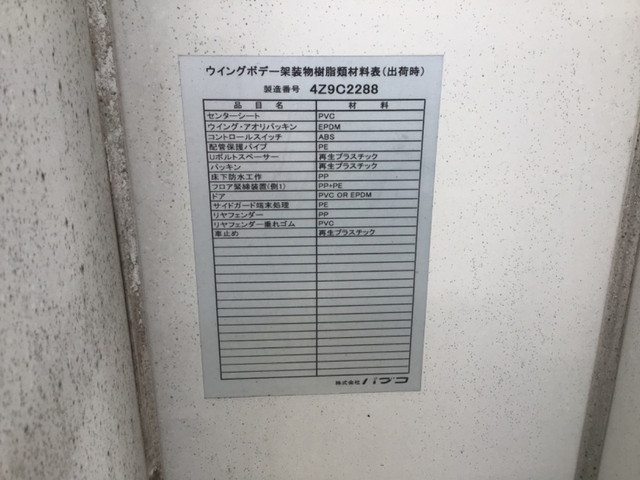 ウイングボデー架装物樹脂類材料表(出荷時)
製造番号 4Z9C2288
品目名 材料
センターシート PVC
ウイング・アオリパッキン EPDM
コントロールスイッチ ABS
配管保護パイプ PE
Uボルトスペーサー 再生プラスチック
パッキン 再生プラスチック
床下防水工作 PP
フロア緊締装置(側1) PP+PE
ドア PVC OR EPDM
サイドガード端末処理 PE
リヤフェンダー PP
リヤフェンダー垂れゴム PVC
車止め 再生プラスチック
株式会社 パブコ